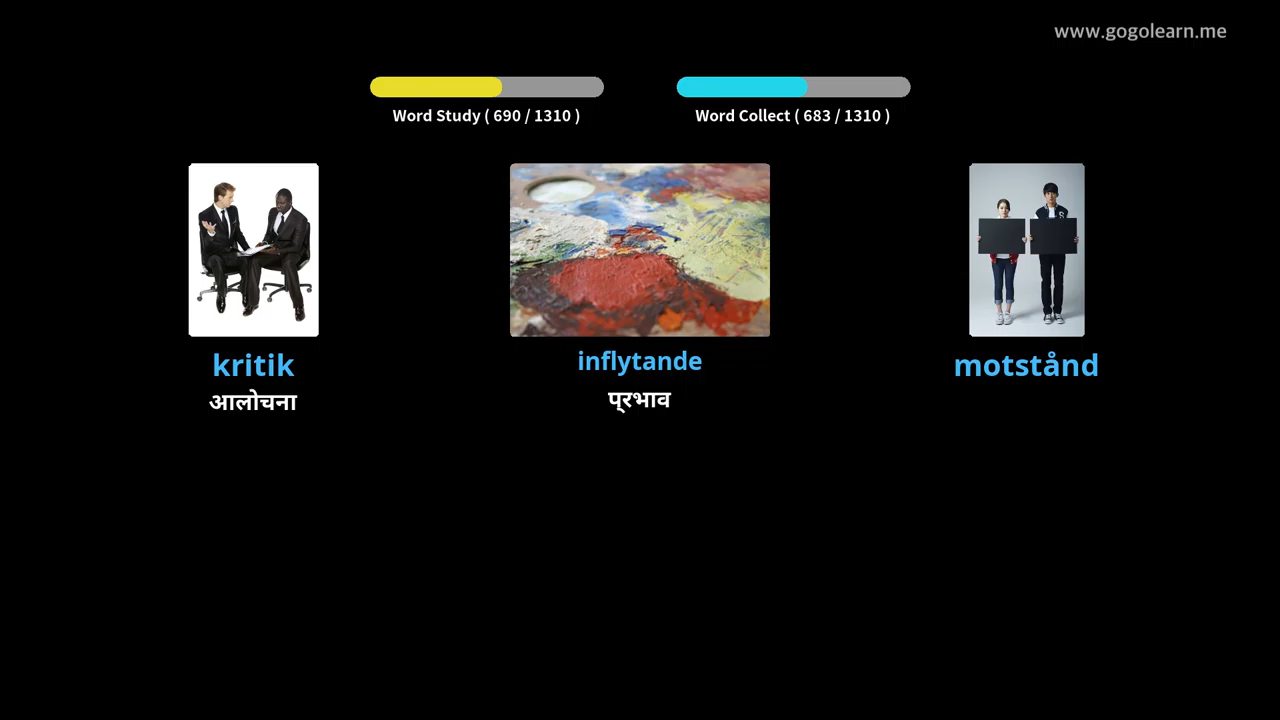 www.gogolearn.me
Word Study ( 690 / 1310 )
Word Collect ( 683 / 1310 )
kritik
आलोचना
inflytande
प्रभाव
motstånd